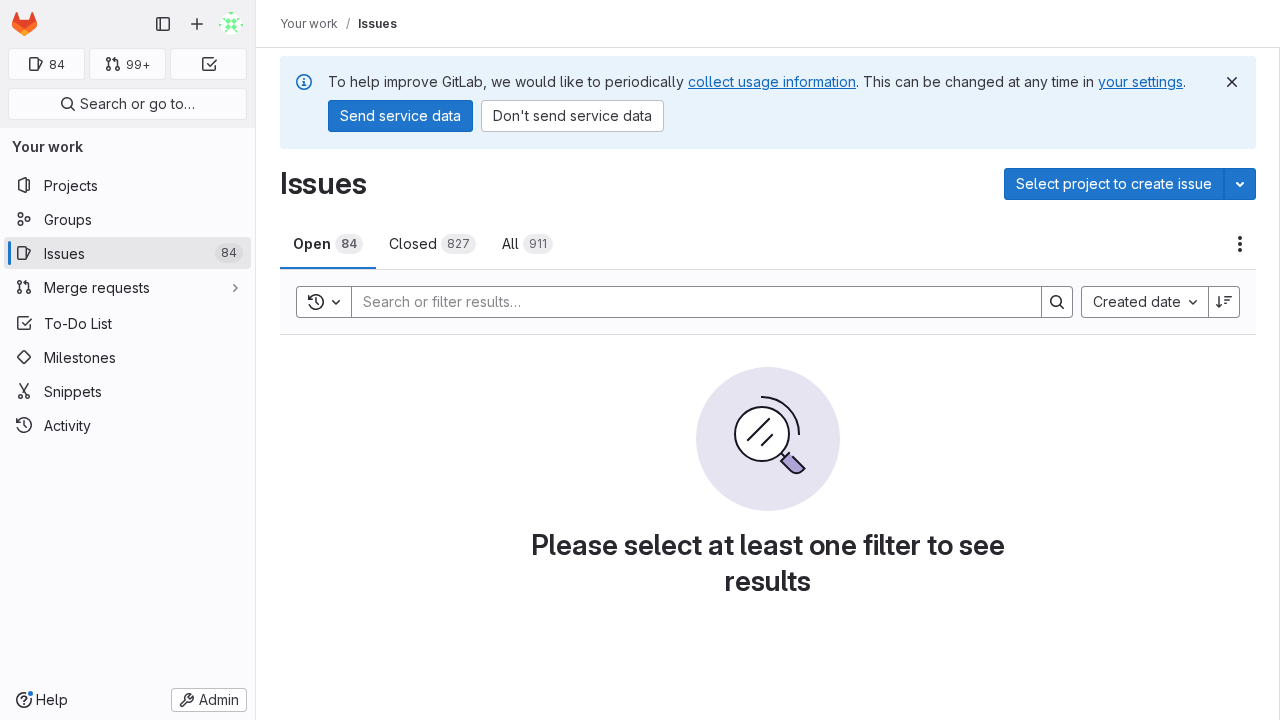 84
99+
Search or go to…
Your work
Projects
Groups
Issues 84
Merge requests
To-Do List
Milestones
Snippets
Activity
Help
Admin
Your work / Issues
To help improve GitLab, we would like to periodically collect usage information. This can be changed at any time in your settings.
Send service data
Don't send service data
Issues
Select project to create issue
Open 84
Closed 827
All 911
Search or filter results…
Created date
Please select at least one filter to see
results